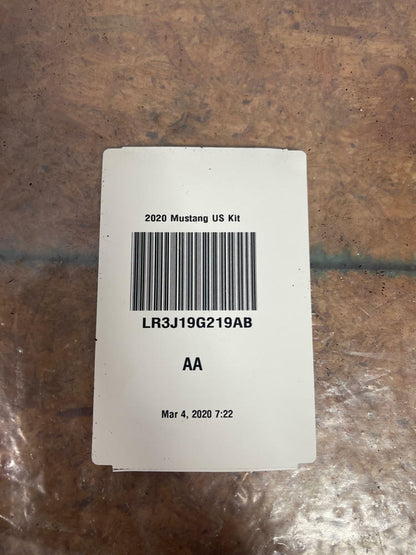 2020 Mustang US Kit
LR3J19G219AB
AA
Mar 4, 2020 7:22